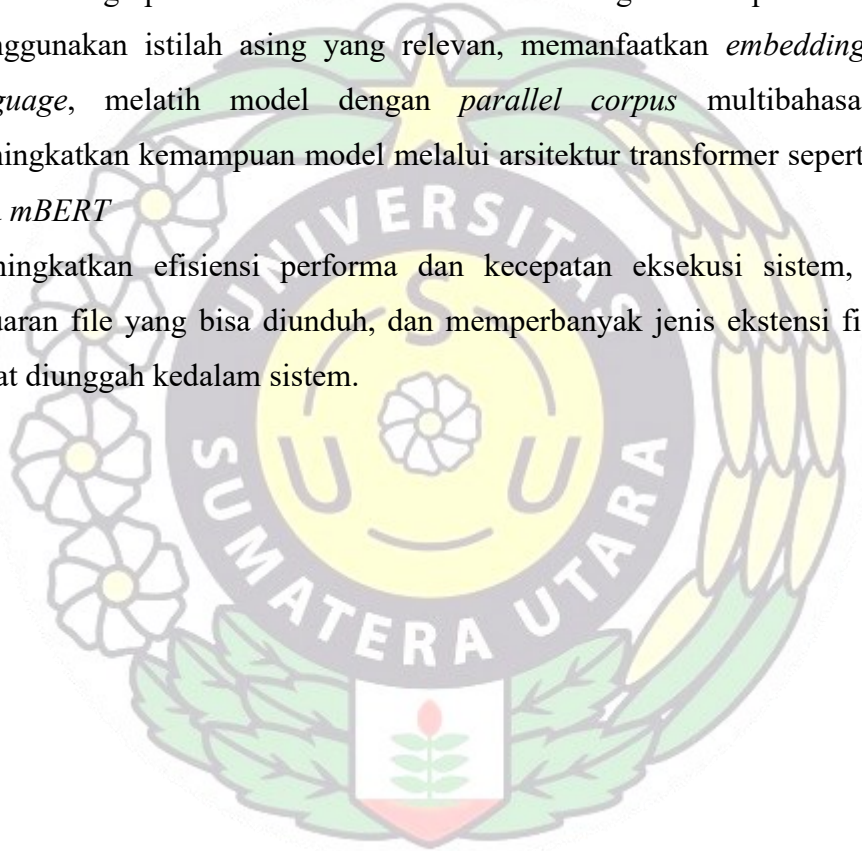 nggunakan istilah asing yang relevan, memanfaatkan embedding
guage, melatih model dengan parallel corpus multibahasa
ningkatkan kemampuan model melalui arsitektur transformer sepert
mBERT
ningkatkan efisiensi performa dan kecepatan eksekusi sistem,
uaran file yang bisa diunduh, dan memperbanyak jenis ekstensi fi
at diunggah kedalam sistem.
UNIVERSITAS
S
U U
SUMATERA UTARA